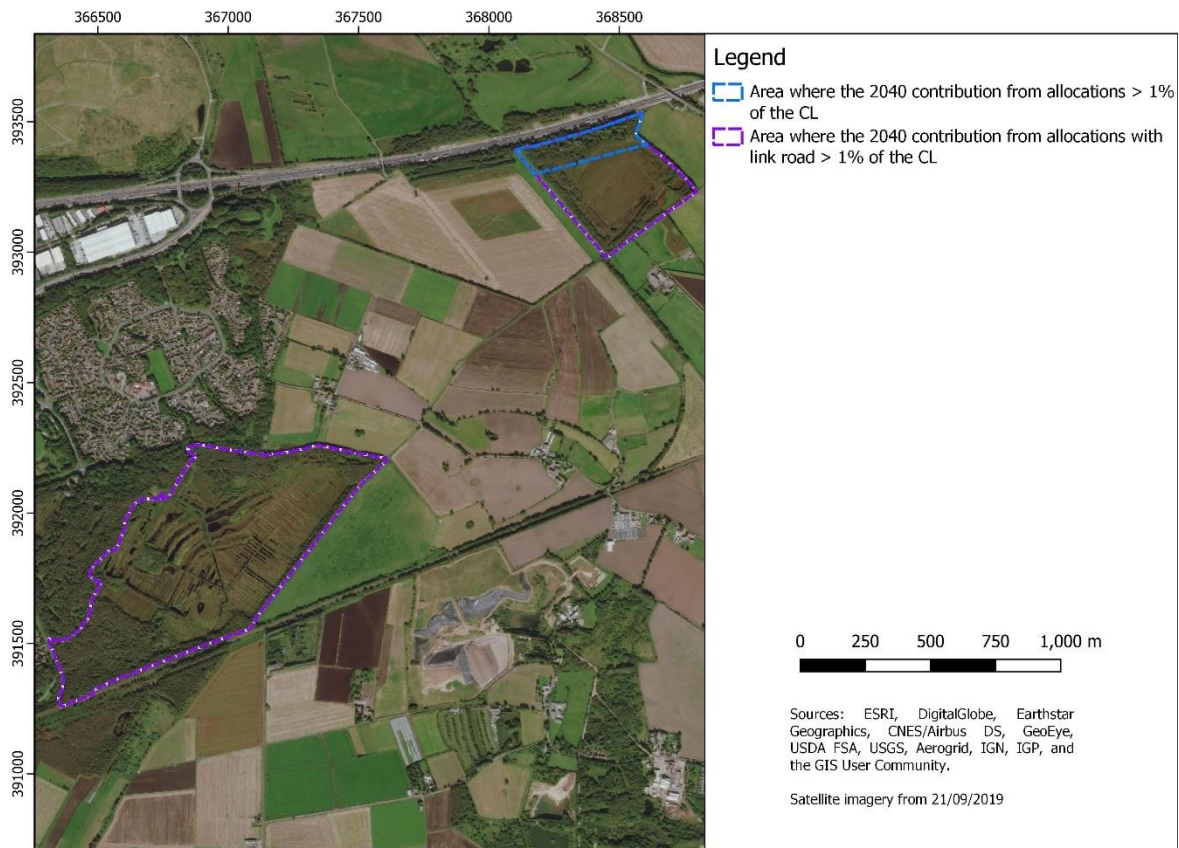 366500 367000 367500 368000 368500
393500
393000
392500
392000
391500
391000
Legend
Area where the 2040 contribution from allocations > 1%
of the CL
Area where the 2040 contribution from allocations with
link road > 1% of the CL
0 250 500 750 1,000 m
Sources: ESRI, DigitalGlobe, Earthstar
Geographics, CNES/Airbus DS, GeoEye,
USDA FSA, USGS, Aerogrid, IGN, IGP, and
the GIS User Community.
Satellite imagery from 21/09/2019